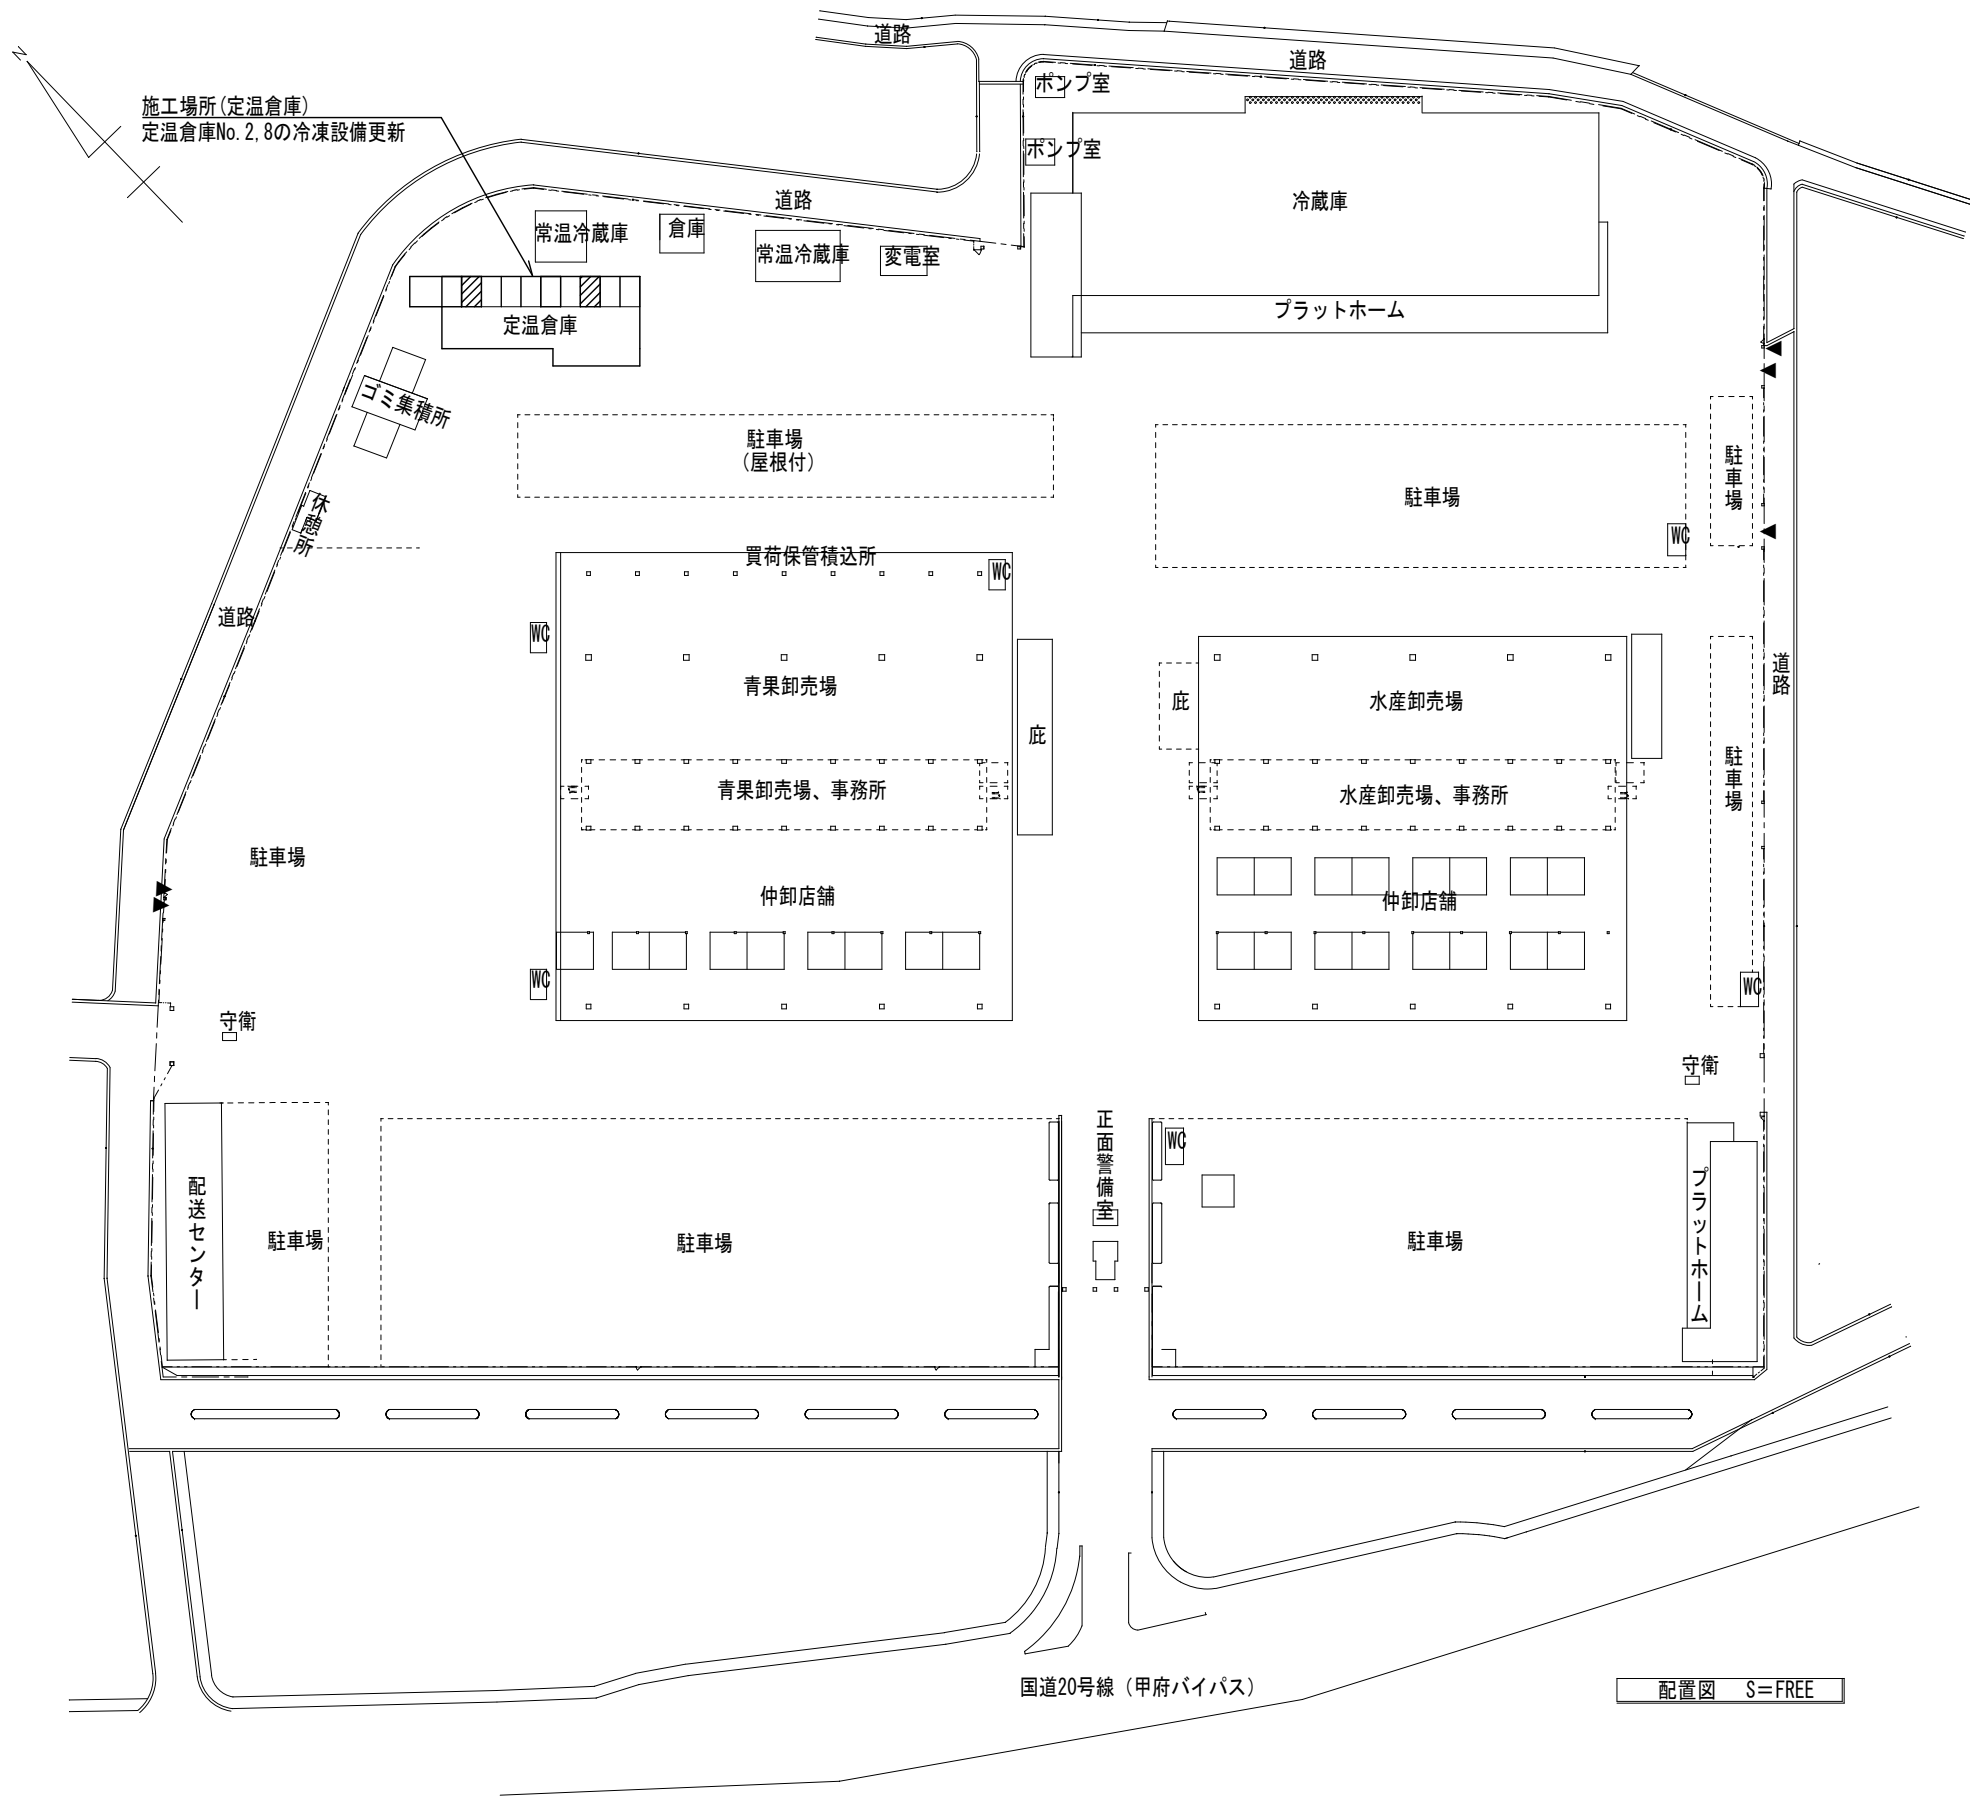 道路
道路
N
ポンプ室
施工場所(定温倉庫)
定温倉庫No.2,8の冷凍設備更新
ポンプ室
道路
冷蔵庫
常温冷蔵庫
倉庫
常温冷蔵庫
変電室
プラットホーム
定温倉庫
ゴミ集積所
駐車場
(屋根付)
駐車場
駐車場
休憩所
WC
買荷保管積込所
WC
道路
WC
道路
青果卸売場
庇
水産卸売場
庇
駐車場
青果卸売場、事務所
水産卸売場、事務所
駐車場
仲卸店舗
仲卸店舗
WC
WC
守衛
守衛
正面警備室
WC
配送センター
駐車場
駐車場
駐車場
プラットホーム
国道20号線（甲府バイパス）
配置図 S＝FREE